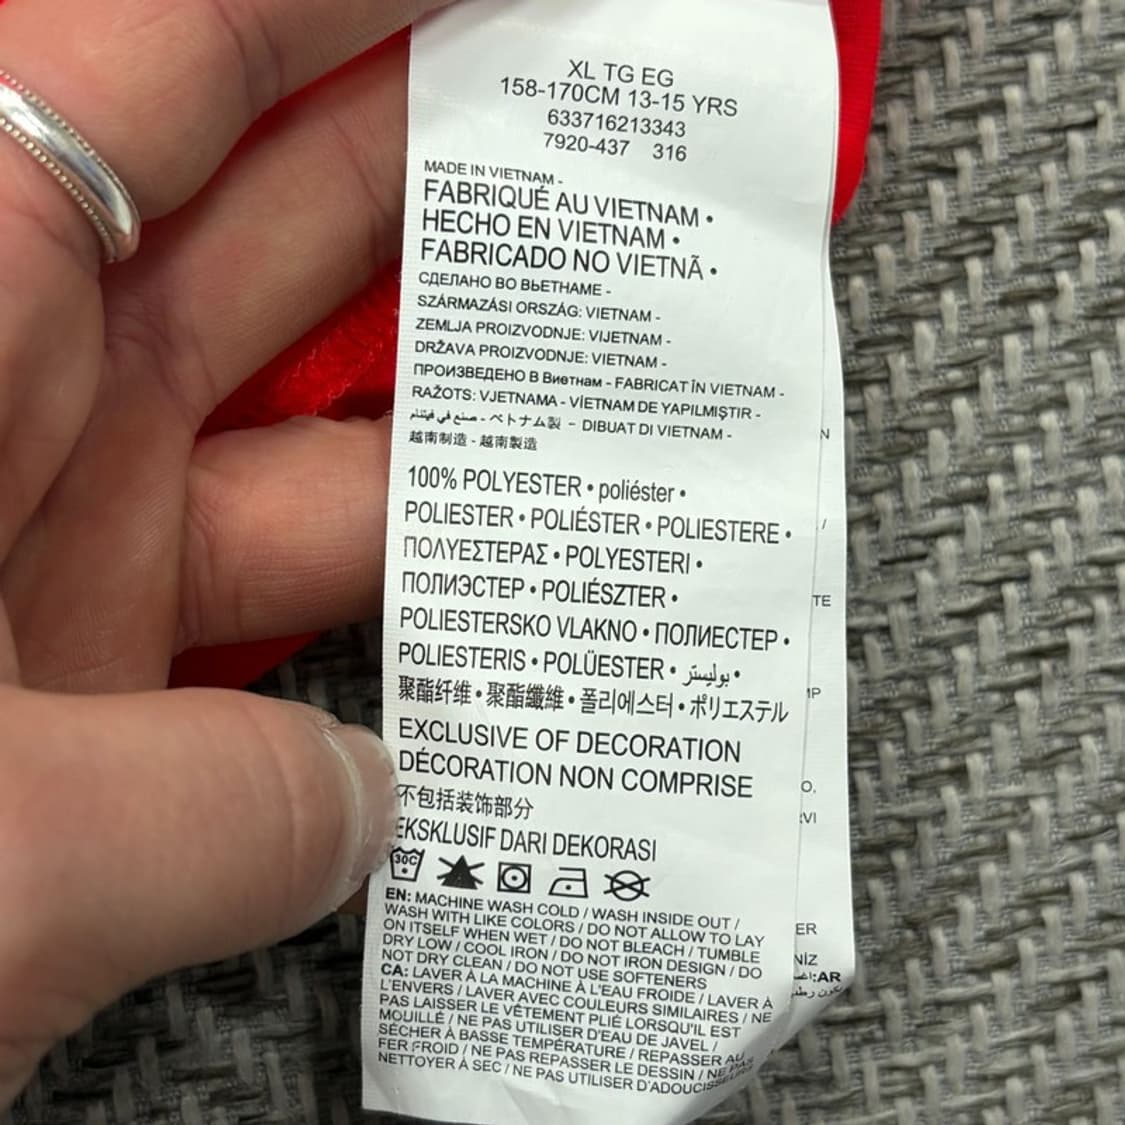 XL TG EG
158-170CM 13-15 YRS
633716213343
7920-437 316
MADE IN VIETNAM -
FABRIQUÉ AU VIETNAM •
HECHO EN VIETNAM •
FABRICADO NO VIETNÃ •
СДЕЛАНО ВО ВЬЕТНАМЕ -
SZÁRMAZÁSI ORSZÁG: VIETNAM -
ZEMLJA PROIZVODNJE: VIJETNAM -
DRŽAVA PROIZVODNJE: VIETNAM -
ПРОИЗВЕДЕНО В Виетнам - FABRICAT ÎN VIETNAM -
RAŽOTS: VJETNAMA - VİETNAM DE YAPILMIŞTIR -
صنع في فيتنام - ベトナム製 - DIBUAT DI VIETNAM -
越南制造 - 越南製造
100% POLYESTER • poliéster •
POLIESTER • POLIÉSTER • POLIESTERE •
ΠΟΛΥΕΣΤΕΡΑΣ • POLYESTERI •
ПОЛИЭСТЕР • POLIÉSZTER •
POLIESTERSKO VLAKNO • ПОЛИЕСТЕР •
POLIESTERIS • POLÜESTER • بوليستر •
聚酯纤维 • 聚酯纖維 • 폴리에스터 • ポリエステル
EXCLUSIVE OF DECORATION
DÉCORATION NON COMPRISE
不包括装饰部分
EKSKLUSIF DARI DEKORASI
30C
EN: MACHINE WASH COLD / WASH INSIDE OUT /
WASH WITH LIKE COLORS / DO NOT ALLOW TO LAY
ON ITSELF WHEN WET / DO NOT BLEACH / TUMBLE
DRY LOW / COOL IRON / DO NOT IRON DESIGN / DO
NOT DRY CLEAN / DO NOT USE SOFTENERS
CA: LAVER À LA MACHINE À L'EAU FROIDE / LAVER À
L'ENVERS / LAVER AVEC COULEURS SIMILAIRES / NE
PAS LAISSER LE VÊTEMENT PLIÉ LORSQU'IL EST
MOUILLÉ / NE PAS UTILISER D'EAU DE JAVEL /
SÉCHER À BASSE TEMPÉRATURE / REPASSER AU
FER FROID / NE PAS REPASSER LE DESSIN / NE PAS
NETTOYER À SEC / NE PAS UTILISER D'ADOUCISSEURS
:AR